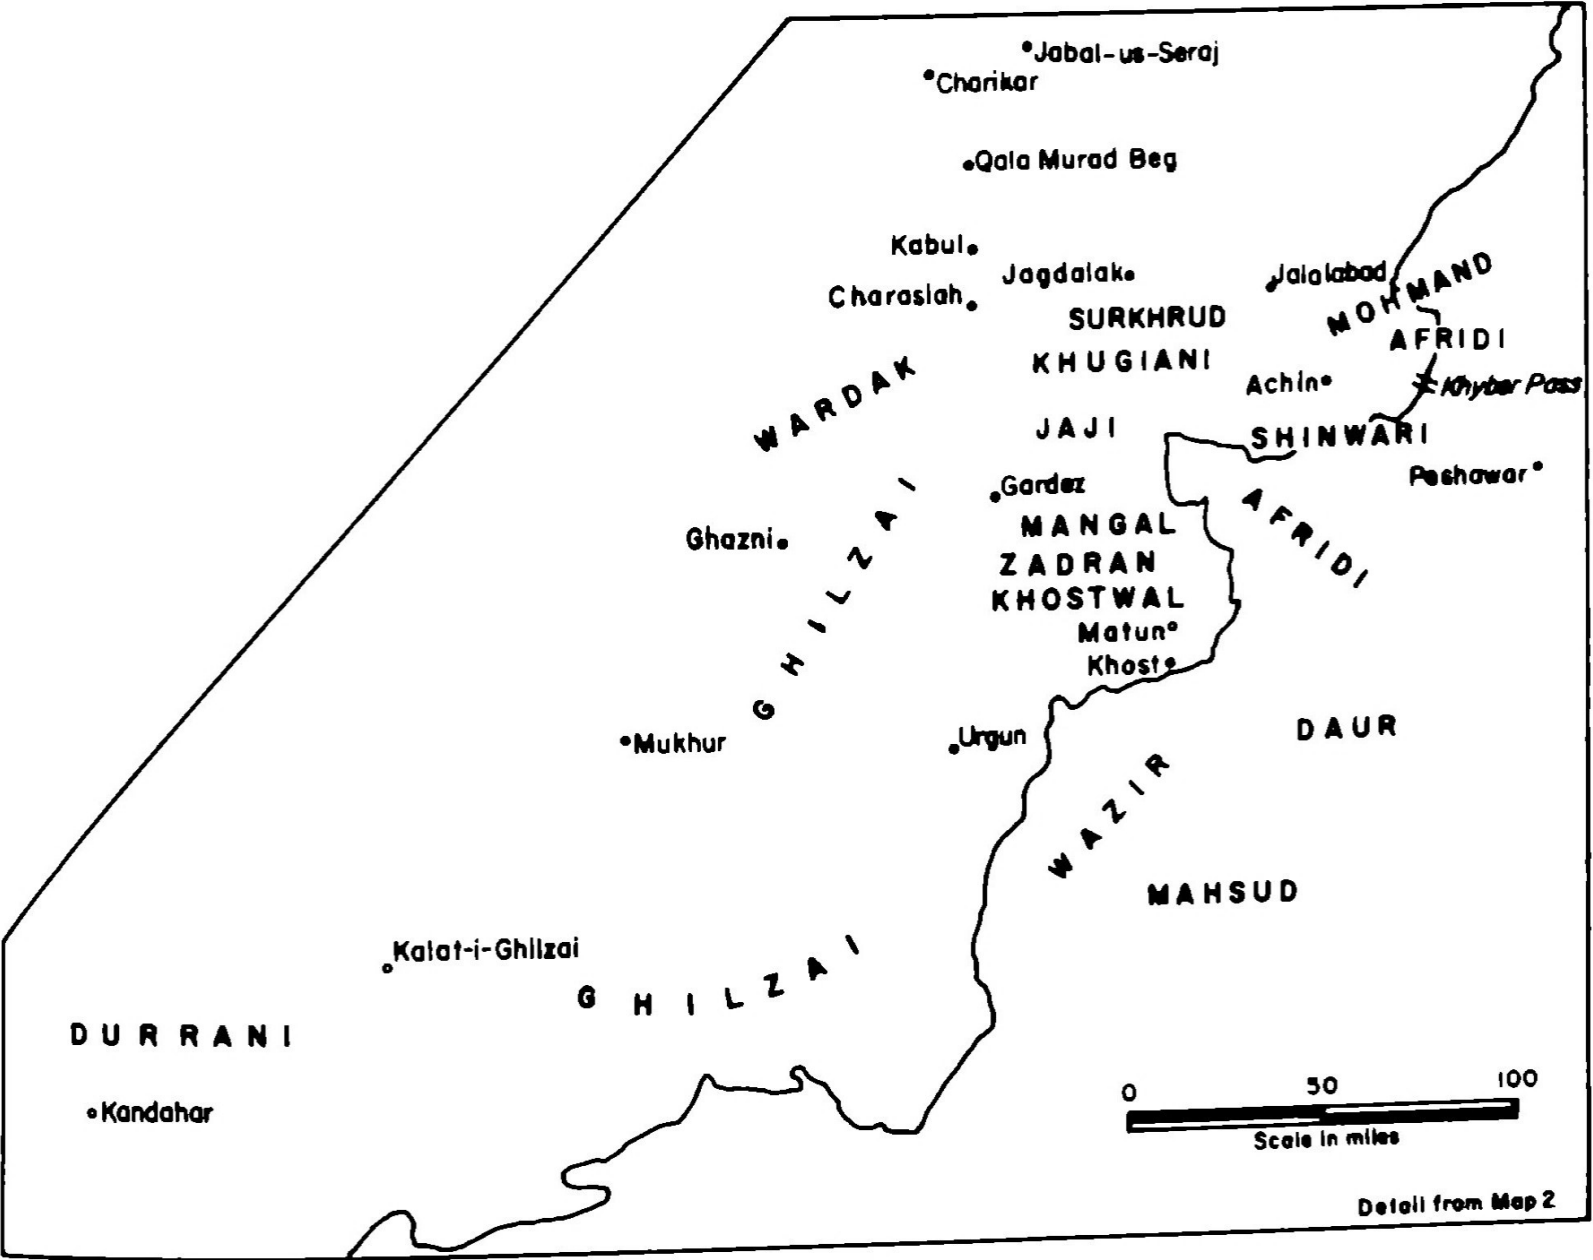 Jabal-us-Seraj
Charikar
Qala Murad Beg
Kabul
Jagdalak
Jalalabad
Charasiah
MOHMAND
SURKHRUD
AFRIDI
KHUGIANI
WARDAK
Achin
Khyber Pass
JAJI
SHINWARI
Peshawar
Gardez
AFRIDI
MANGAL
Ghazni
GHILZAI
ZADRAN
KHOSTWAL
Matun
Khost
Mukhur
Urgun
DAUR
WAZIR
MAHSUD
Kalat-i-Ghilzai
GHILZAI
DURRANI
Kandahar
0 50 100
Scale in miles
Detail from Map 2